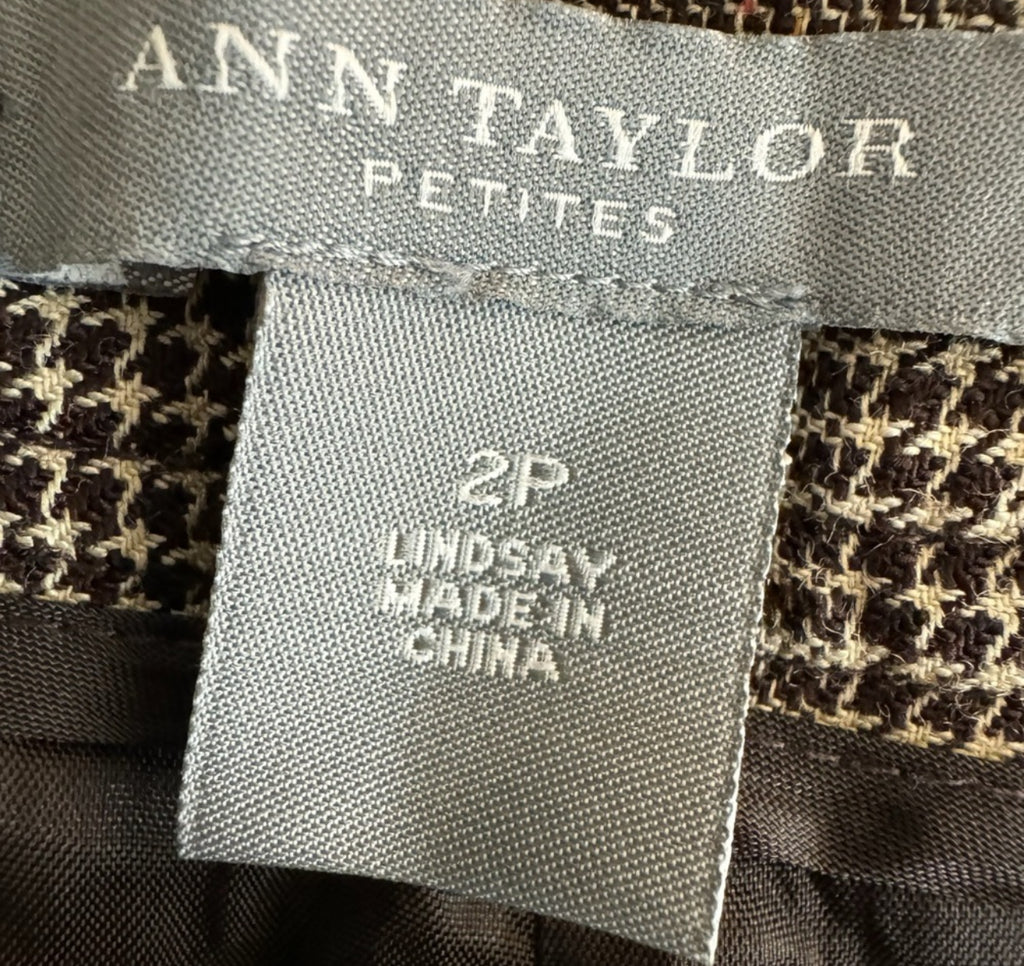 ANN TAYLOR
PETITES
2P
LINDSAY
MADE IN
CHINA